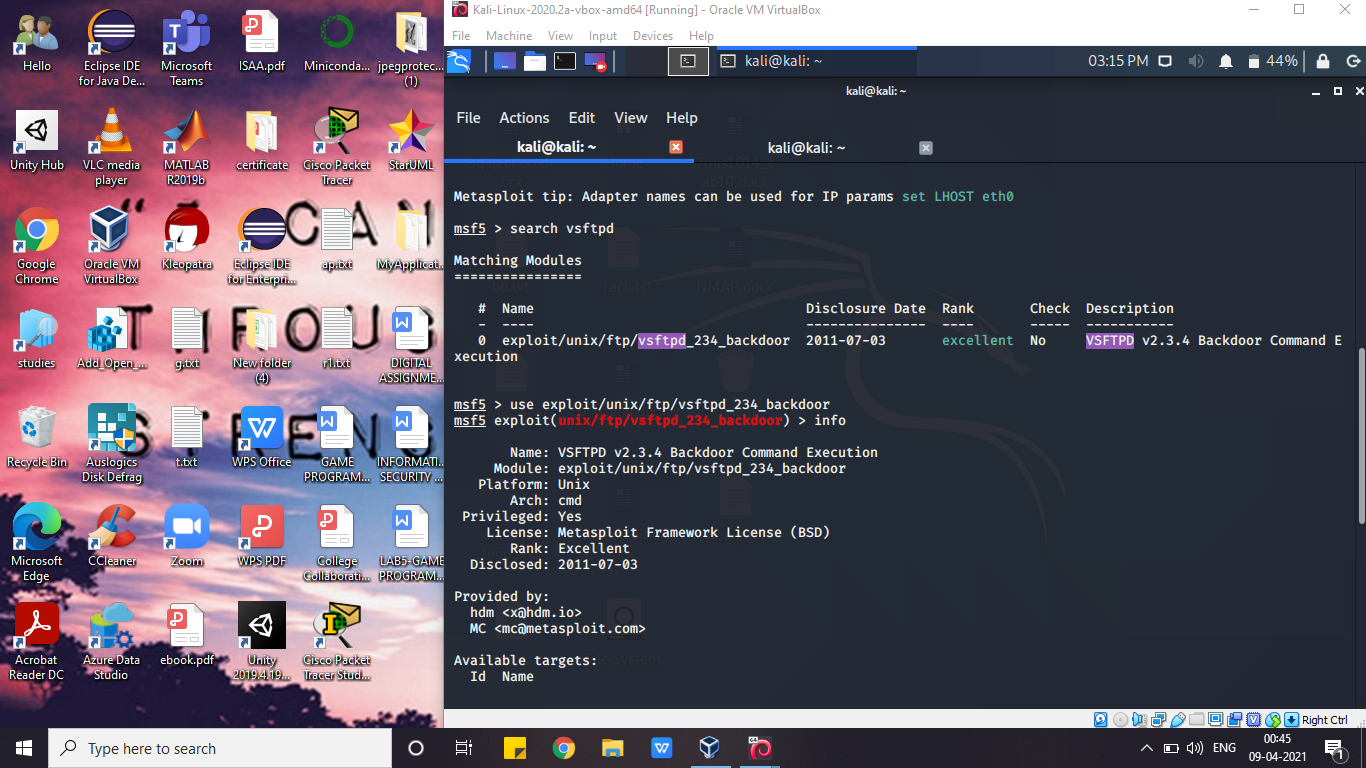 Hello
Eclipse IDE
for Java De...
Microsoft
Teams
ISAA.pdf
Miniconda...
jpegprotec...
(1)
Unity Hub
VLC media
player
MATLAB
R2019b
certificate
Cisco Packet
Tracer
StarUML
Google
Chrome
Oracle VM
VirtualBox
Kleopatra
Eclipse IDE
for Enterpri...
ap.txt
MyApplicat...
studies
Add_Open_...
g.txt
New folder
(4)
r1.txt
DIGITAL
ASSIGNME...
Recycle Bin
Auslogics
Disk Defrag
t.txt
WPS Office
GAME
PROGRAM...
INFORMATI...
SECURITY ...
Microsoft
Edge
CCleaner
Zoom
WPS PDF
College
Collaborati...
LAB5-GAME
PROGRAM...
Acrobat
Reader DC
Azure Data
Studio
ebook.pdf
Unity
2019.4.19...
Cisco Packet
Tracer Stud...
Kali-Linux-2020.2a-vbox-amd64 [Running] - Oracle VM VirtualBox
File Machine View Input Devices Help
kali@kali: ~
03:15 PM
44%
kali@kali: ~
File Actions Edit View Help
kali@kali: ~
kali@kali: ~
Metasploit tip: Adapter names can be used for IP params set LHOST eth0
msf5 > search vsftpd
Matching Modules
================
# Name Disclosure Date Rank Check Description
- ---- --------------- ---- ----- -----------
0 exploit/unix/ftp/vsftpd_234_backdoor 2011-07-03 excellent No VSFTPD v2.3.4 Backdoor Command E
xecution
msf5 > use exploit/unix/ftp/vsftpd_234_backdoor
msf5 exploit(unix/ftp/vsftpd_234_backdoor) > info
Name: VSFTPD v2.3.4 Backdoor Command Execution
Module: exploit/unix/ftp/vsftpd_234_backdoor
Platform: Unix
Arch: cmd
Privileged: Yes
License: Metasploit Framework License (BSD)
Rank: Excellent
Disclosed: 2011-07-03
Provided by:
hdm <x@hdm.io>
MC <mc@metasploit.com>
Available targets:
Id Name
Right Ctrl
Type here to search
ENG
00:45
09-04-2021
1